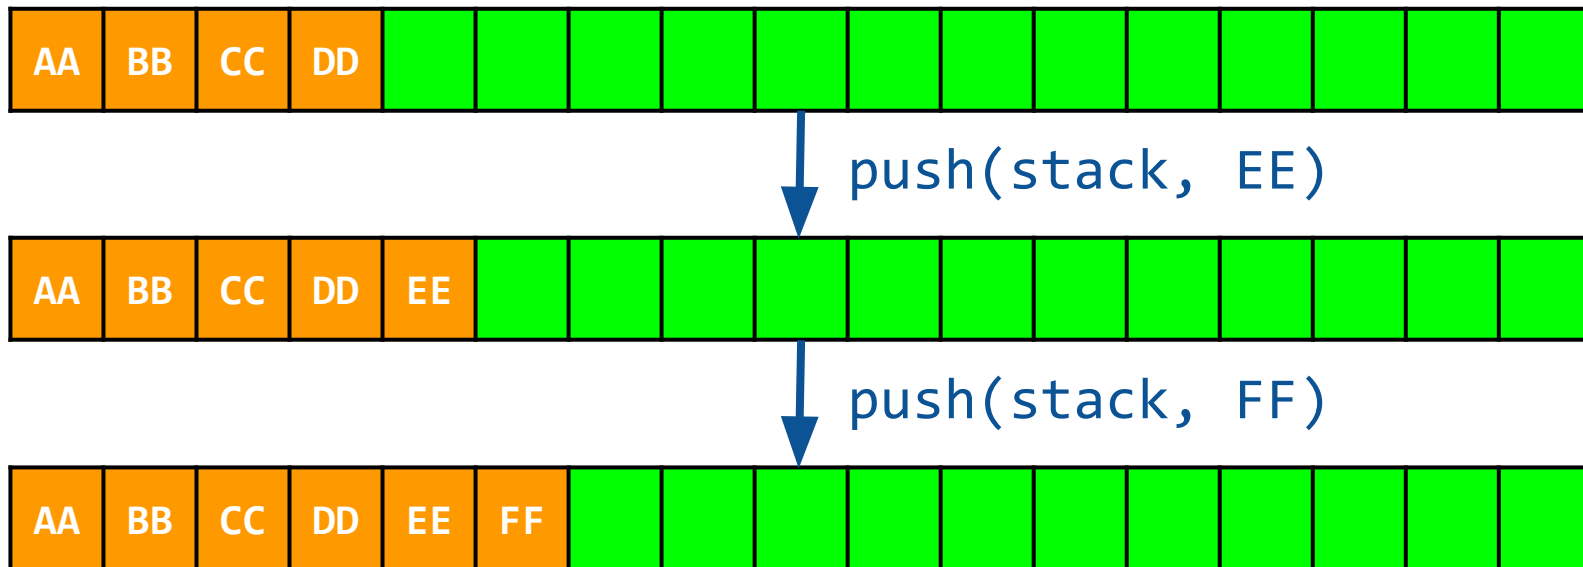 AA BB CC DD
push(stack, EE)
AA BB CC DD EE
push(stack, FF)
AA BB CC DD EE FF